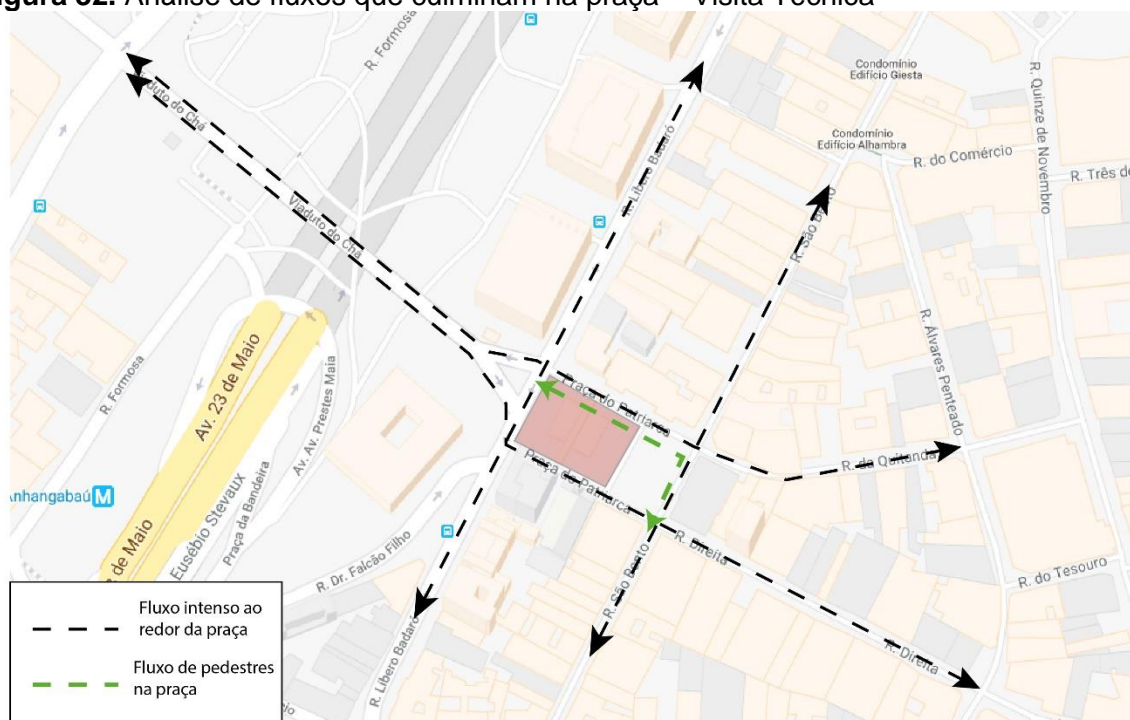 Figura 52. Análise de fluxos que culminam na praça – Visita Técnica
R. Formosa
Condomínio
Edifício Giesta
R. Quinze de Novembro
Viaduto do Chá
Condomínio
Edifício Alhambra
R. do Comércio
R. Líbero Badaró
R. Três de
Viaduto do Chá
R. São Bento
R. Álvares Penteado
Av. 23 de Maio
R. Formosa
Av. Av. Prestes Maia
Praça do Patriarca
R. da Quitanda
Praça do Patriarca
Anhangabaú M
Praça da Bandeira
Eusébio Stevaux
de Maio
R. Dr. Falcão Filho
R. Direita
R. São Bento
R. do Tesouro
R. Direita
R. Líbero Badaró
Fluxo intenso ao
redor da praça
Fluxo de pedestres
na praça